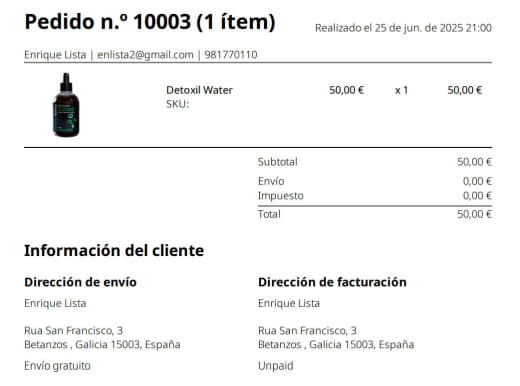 Pedido n.º 10003 (1 ítem)
Realizado el 25 de jun. de 2025 21:00
Enrique Lista | enlista2@gmail.com | 981770110
Detoxil Water 50,00 € x 1 50,00 €
SKU:
Subtotal 50,00 €
Envío 0,00 €
Impuesto 0,00 €
Total 50,00 €
Información del cliente
Dirección de envío
Enrique Lista
Rua San Francisco, 3
Betanzos , Galicia 15003, España
Envío gratuito
Dirección de facturación
Enrique Lista
Rua San Francisco, 3
Betanzos , Galicia 15003, España
Unpaid